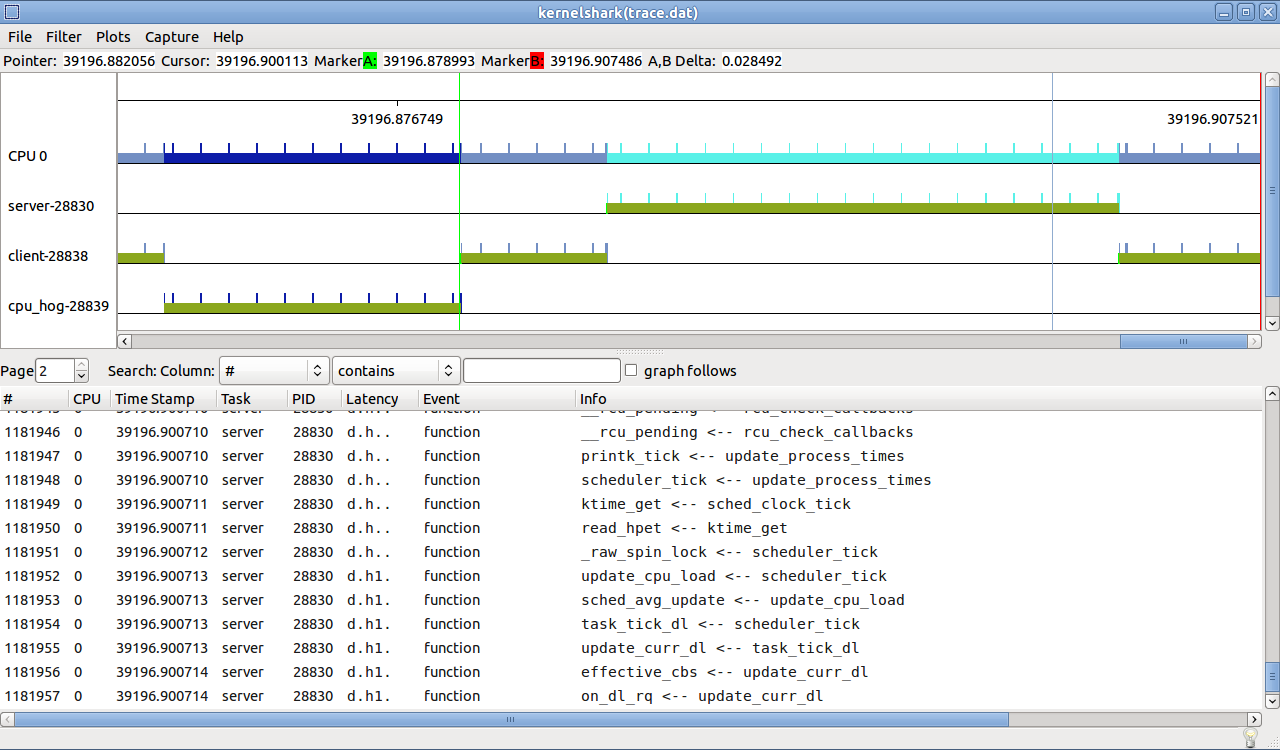 kernelshark(trace.dat)
File Filter Plots Capture Help
Pointer: 39196.882056 Cursor: 39196.900113 Marker A: 39196.878993 Marker B: 39196.907486 A,B Delta: 0.028492
39196.876749 39196.907521
CPU 0
server-28830
client-28838
cpu_hog-28839
Page 2 Search: Column: # contains graph follows
# CPU Time Stamp Task PID Latency Event Info
1181946 0 39196.900710 server 28830 d.h.. function __rcu_pending <-- rcu_check_callbacks
1181947 0 39196.900710 server 28830 d.h.. function printk_tick <-- update_process_times
1181948 0 39196.900710 server 28830 d.h.. function scheduler_tick <-- update_process_times
1181949 0 39196.900711 server 28830 d.h.. function ktime_get <-- sched_clock_tick
1181950 0 39196.900711 server 28830 d.h.. function read_hpet <-- ktime_get
1181951 0 39196.900712 server 28830 d.h.. function _raw_spin_lock <-- scheduler_tick
1181952 0 39196.900713 server 28830 d.h1. function update_cpu_load <-- scheduler_tick
1181953 0 39196.900713 server 28830 d.h1. function sched_avg_update <-- update_cpu_load
1181954 0 39196.900713 server 28830 d.h1. function task_tick_dl <-- scheduler_tick
1181955 0 39196.900713 server 28830 d.h1. function update_curr_dl <-- task_tick_dl
1181956 0 39196.900714 server 28830 d.h1. function effective_cbs <-- update_curr_dl
1181957 0 39196.900714 server 28830 d.h1. function on_dl_rq <-- update_curr_dl